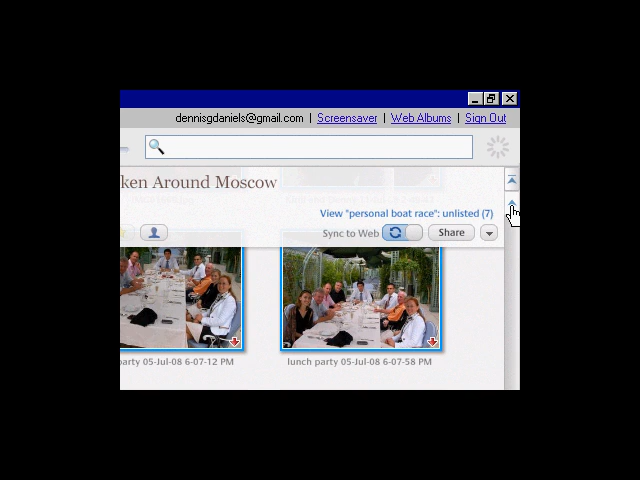 dennisgdaniels@gmail.com | Screensaver | Web Albums | Sign Out
ken Around Moscow
View "personal boat race": unlisted (7)
Sync to Web Share
party 05-Jul-08 6-07-12 PM
lunch party 05-Jul-08 6-07-58 PM